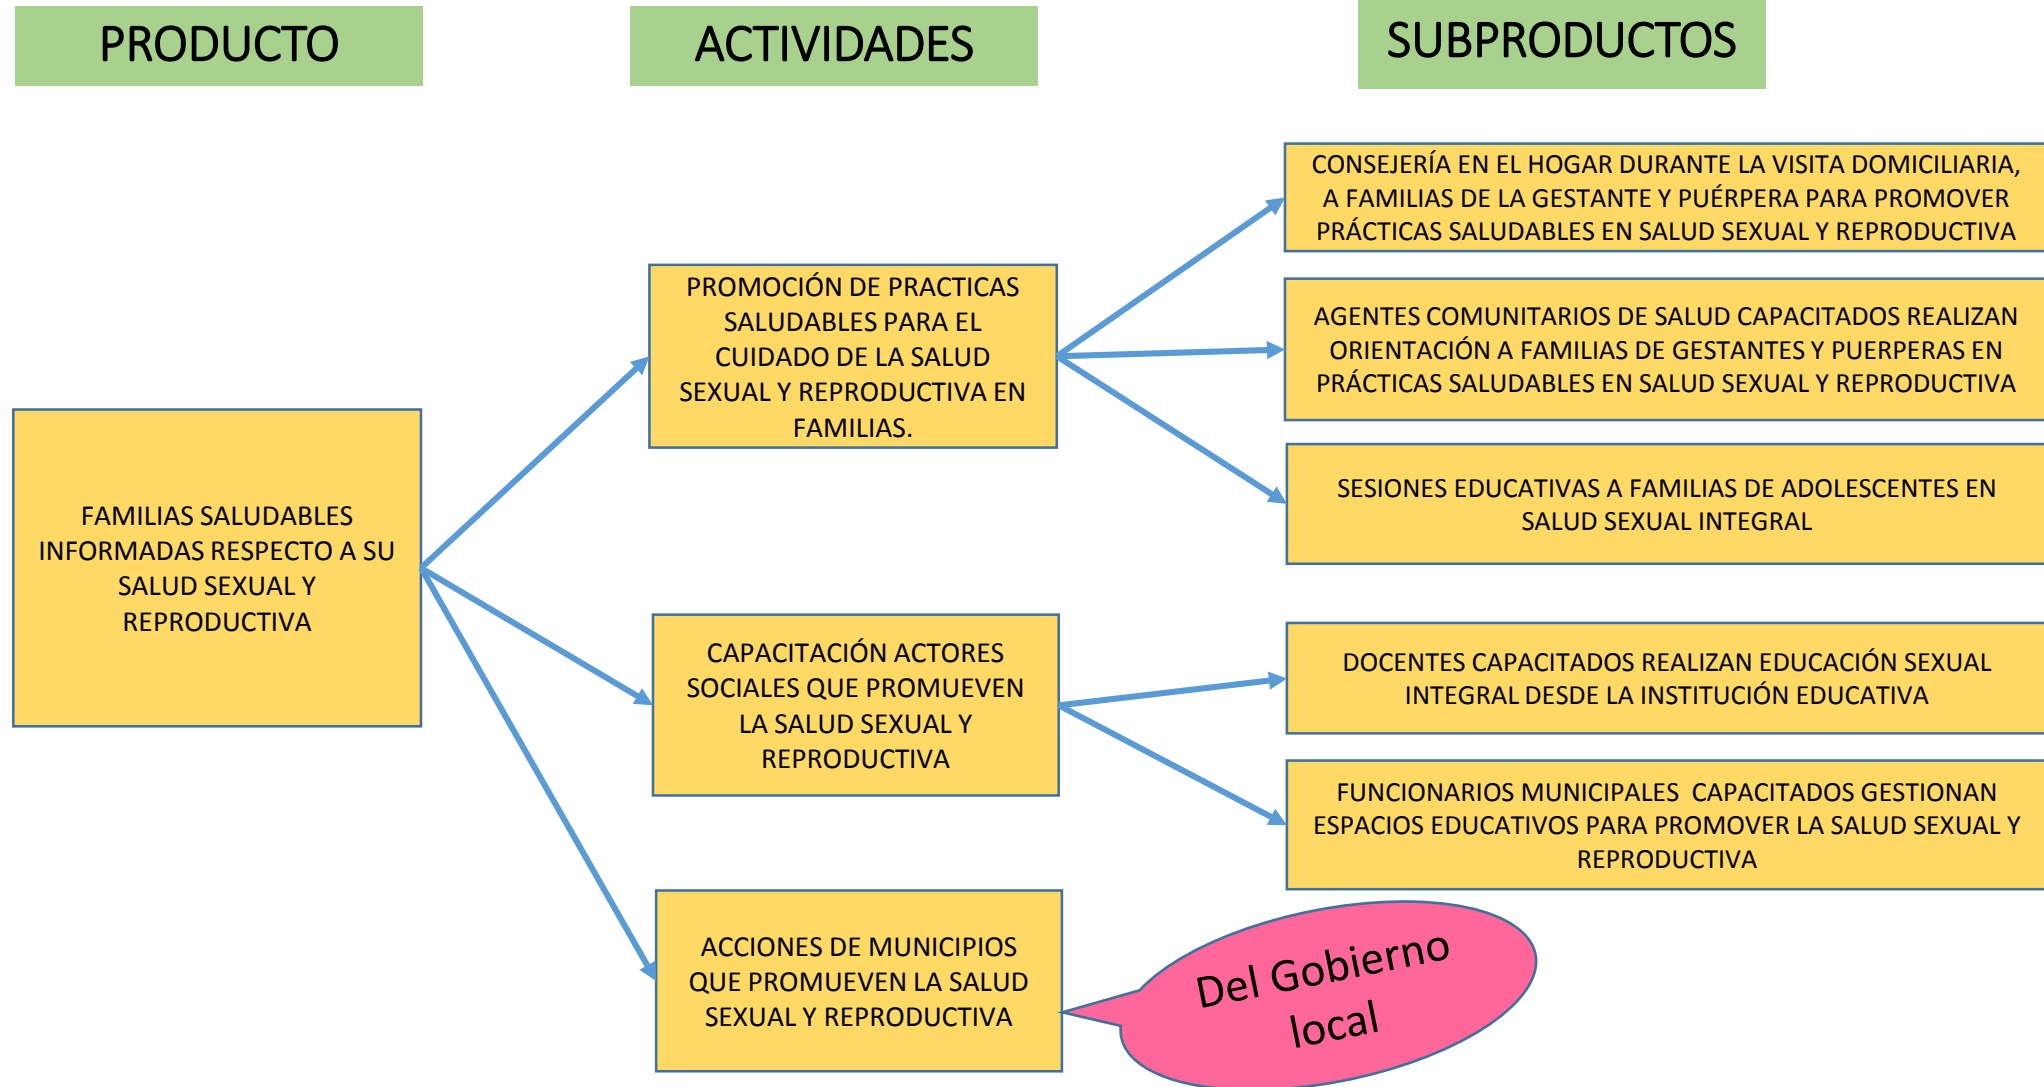 PRODUCTO
ACTIVIDADES
SUBPRODUCTOS
FAMILIAS SALUDABLES
INFORMADAS RESPECTO A SU
SALUD SEXUAL Y
REPRODUCTIVA
PROMOCIÓN DE PRACTICAS
SALUDABLES PARA EL
CUIDADO DE LA SALUD
SEXUAL Y REPRODUCTIVA EN
FAMILIAS.
CAPACITACIÓN ACTORES
SOCIALES QUE PROMUEVEN
LA SALUD SEXUAL Y
REPRODUCTIVA
ACCIONES DE MUNICIPIOS
QUE PROMUEVEN LA SALUD
SEXUAL Y REPRODUCTIVA
Del Gobierno
local
CONSEJERÍA EN EL HOGAR DURANTE LA VISITA DOMICILIARIA,
A FAMILIAS DE LA GESTANTE Y PUÉRPERA PARA PROMOVER
PRÁCTICAS SALUDABLES EN SALUD SEXUAL Y REPRODUCTIVA
AGENTES COMUNITARIOS DE SALUD CAPACITADOS REALIZAN
ORIENTACIÓN A FAMILIAS DE GESTANTES Y PUERPERAS EN
PRÁCTICAS SALUDABLES EN SALUD SEXUAL Y REPRODUCTIVA
SESIONES EDUCATIVAS A FAMILIAS DE ADOLESCENTES EN
SALUD SEXUAL INTEGRAL
DOCENTES CAPACITADOS REALIZAN EDUCACIÓN SEXUAL
INTEGRAL DESDE LA INSTITUCIÓN EDUCATIVA
FUNCIONARIOS MUNICIPALES  CAPACITADOS GESTIONAN
ESPACIOS EDUCATIVOS PARA PROMOVER LA SALUD SEXUAL Y
REPRODUCTIVA